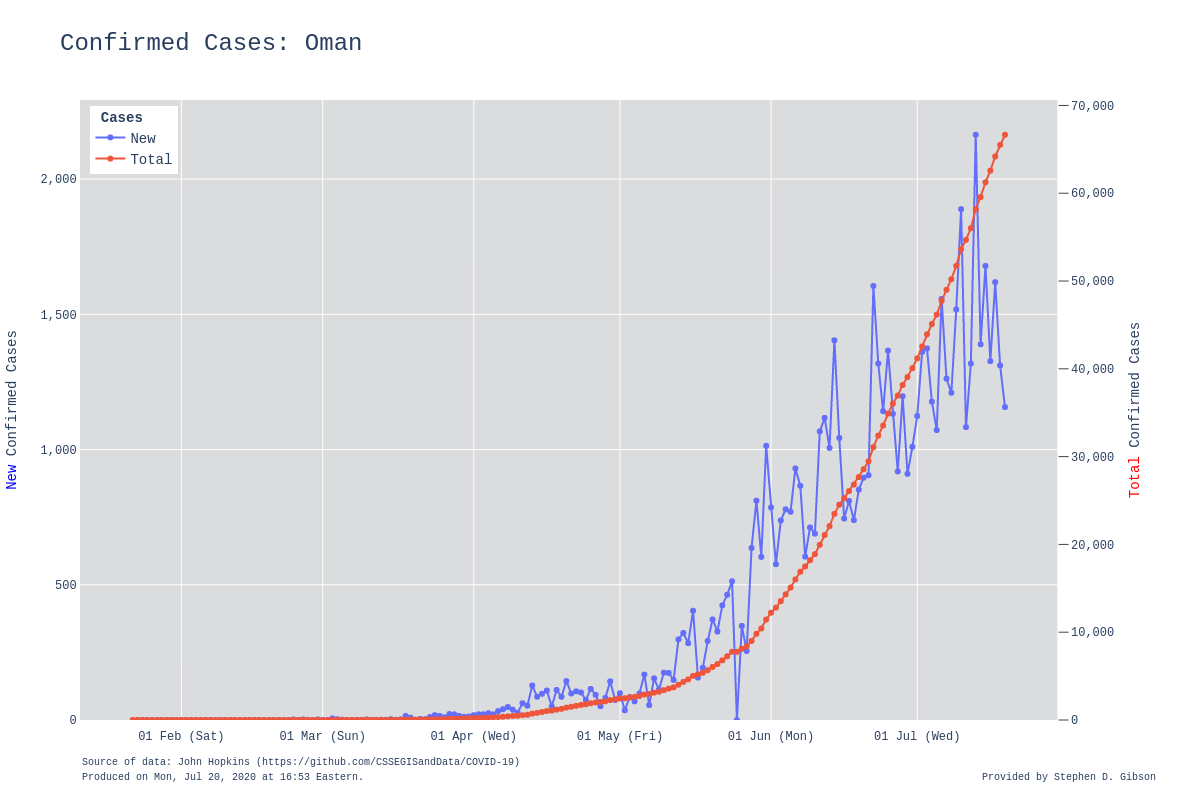 Confirmed Cases: Oman
Cases
New
Total
2,000
1,500
1,000
500
0
70,000
60,000
50,000
40,000
30,000
20,000
10,000
0
New Confirmed Cases
Total Confirmed Cases
01 Feb (Sat)
01 Mar (Sun)
01 Apr (Wed)
01 May (Fri)
01 Jun (Mon)
01 Jul (Wed)
Source of data: John Hopkins (https://github.com/CSSEGISandData/COVID-19)
Produced on Mon, Jul 20, 2020 at 16:53 Eastern.
Provided by Stephen D. Gibson